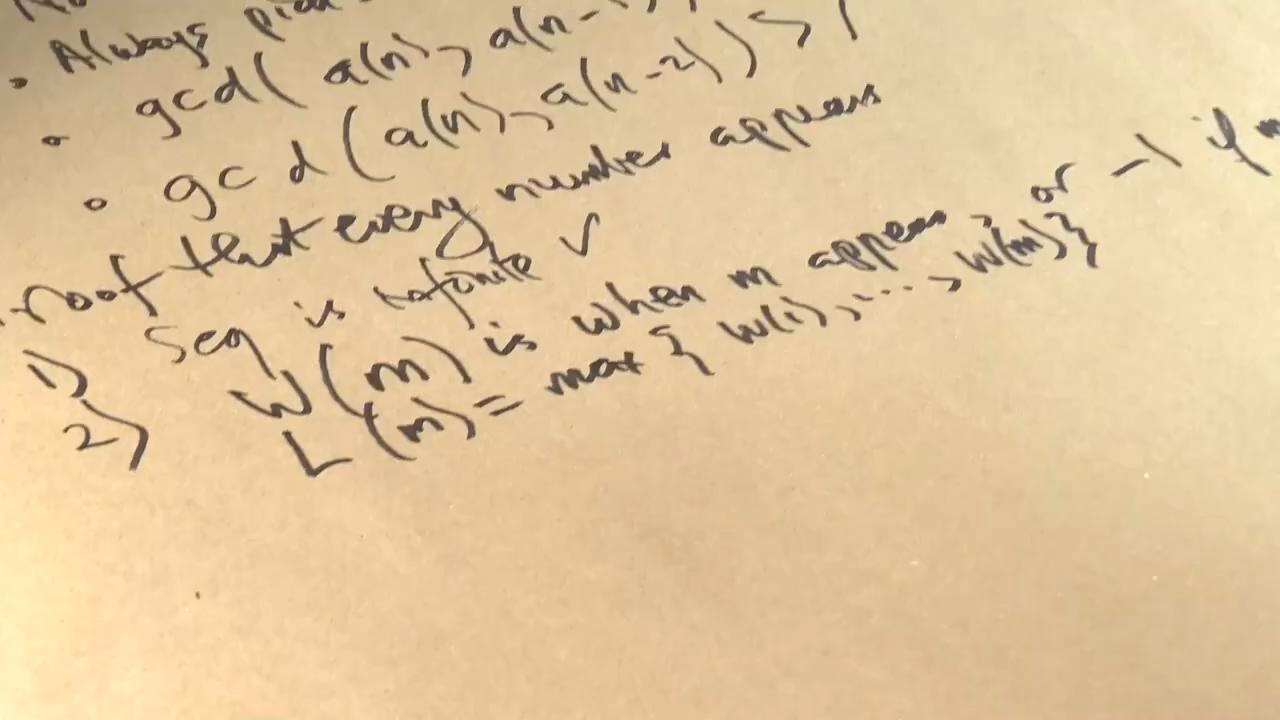 • Always pick
• gcd( a(n), a(n-1)
• gcd (a(n), a(n-2)) > 1
roof that every number appears
1) Seq is infinite ✓
2) W(m) is when m appears, or -1 if
L(m) = max { W(1), ..., W(m) }